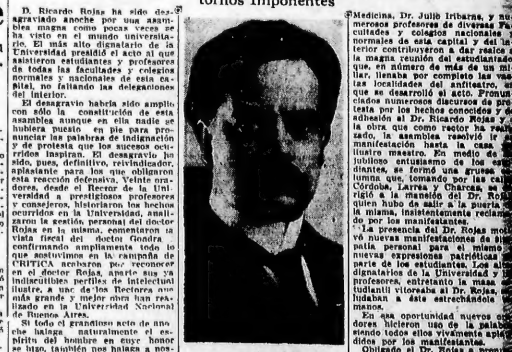 tornos imponentes
D. Ricardo Rojas ha sido des-
agraviado anoche por una asam-
blea magna como pocas veces se
ha visto en el mundo universita-
rio. El más alto dignatario de la
Universidad presidió el acto al que
asistieron estudiantes y profesores
de todas las facultades y colegios
normales y nacionales de esta ca-
pital, no faltando las delegaciones
del interior.
El desagravio habría sido amplio
con sólo la constitución de esta
asamblea aunque en ella nadie se
hubiera puesto en pie para pro-
nunciar las palabras de indignación
y de protesta que los sucesos ocu-
rridos inspiran. El desagravio ha
sido, pues, definitivo, reivindicador,
aplastante para los que obligaron
esta reacción defensiva. Veinte ora-
dores, desde el Rector de la Uni-
versidad a prestigiosos profesores
y consejeros, historiaron los hechos
ocurridos en la Universidad, anali-
zaron la gestión personal del doctor
Rojas en la misma, comentaron la
vista fiscal del doctor Gondra
confirmando ampliamente todo lo
que sostuvimos en la campaña de
CRITICA acabaron por reconocer
en el doctor Rojas, aparte sus ya
indiscutibles perfiles de intelectual
ilustre, a uno de los Rectores que
más grande y mejor obra han rea-
lizado en la Universidad Nacional
de Buenos Aires.
Si todo el grandioso acto de ano-
che halaga naturalmente el es-
píritu del hombre en cuyo honor
se hizo, también nos halaga a nos-
Medicina, Dr. Julio Iribarne, y nu-
merosos profesores de diversas Fa-
cultades y colegios nacionales
normales de esta capital y del in-
terior contribuyeron a dar realce
la magna reunión del estudiantado
que, en número de más de un mi-
llar, llenaba por completo las vas-
tas localidades del anfiteatro, en
que se desarrolló el acto. Pronun-
ciados numerosos discursos de pro-
testa por los hechos conocidos y de
adhesión al Dr. Ricardo Rojas y
la obra que como rector ha reali-
zado, la asamblea resolvió ir
manifestación hasta la casa
ilustre maestro. En medio de
jubiloso entusiasmo de los estu-
diantes, se formó una gruesa
lumna que, tomando por las calles
Córdoba, Larrea y Charcas, se
rigió a la mansión del Dr. Rojas
quien hubo de salir a la puerta
la misma, insistentemente reclama-
do por los manifestantes.
La presencia del Dr. Rojas mo-
vó nuevas manifestaciones de sim-
patía personal para el mismo
nuevas expresiones patrióticas
parte de los estudiantes. Los altos
dignatarios de la Universidad y
profesores, entretanto la masa es-
tudiantil vitoreaba al Dr. Rojas,
ludaban a éste estrechándole
manos.
En esa oportunidad nuevos or-
dores hicieron uso de la palabra
siendo todos ellos vivamente aplau-
didos por los manifestantes.
Obligado el Dr. Rojas a